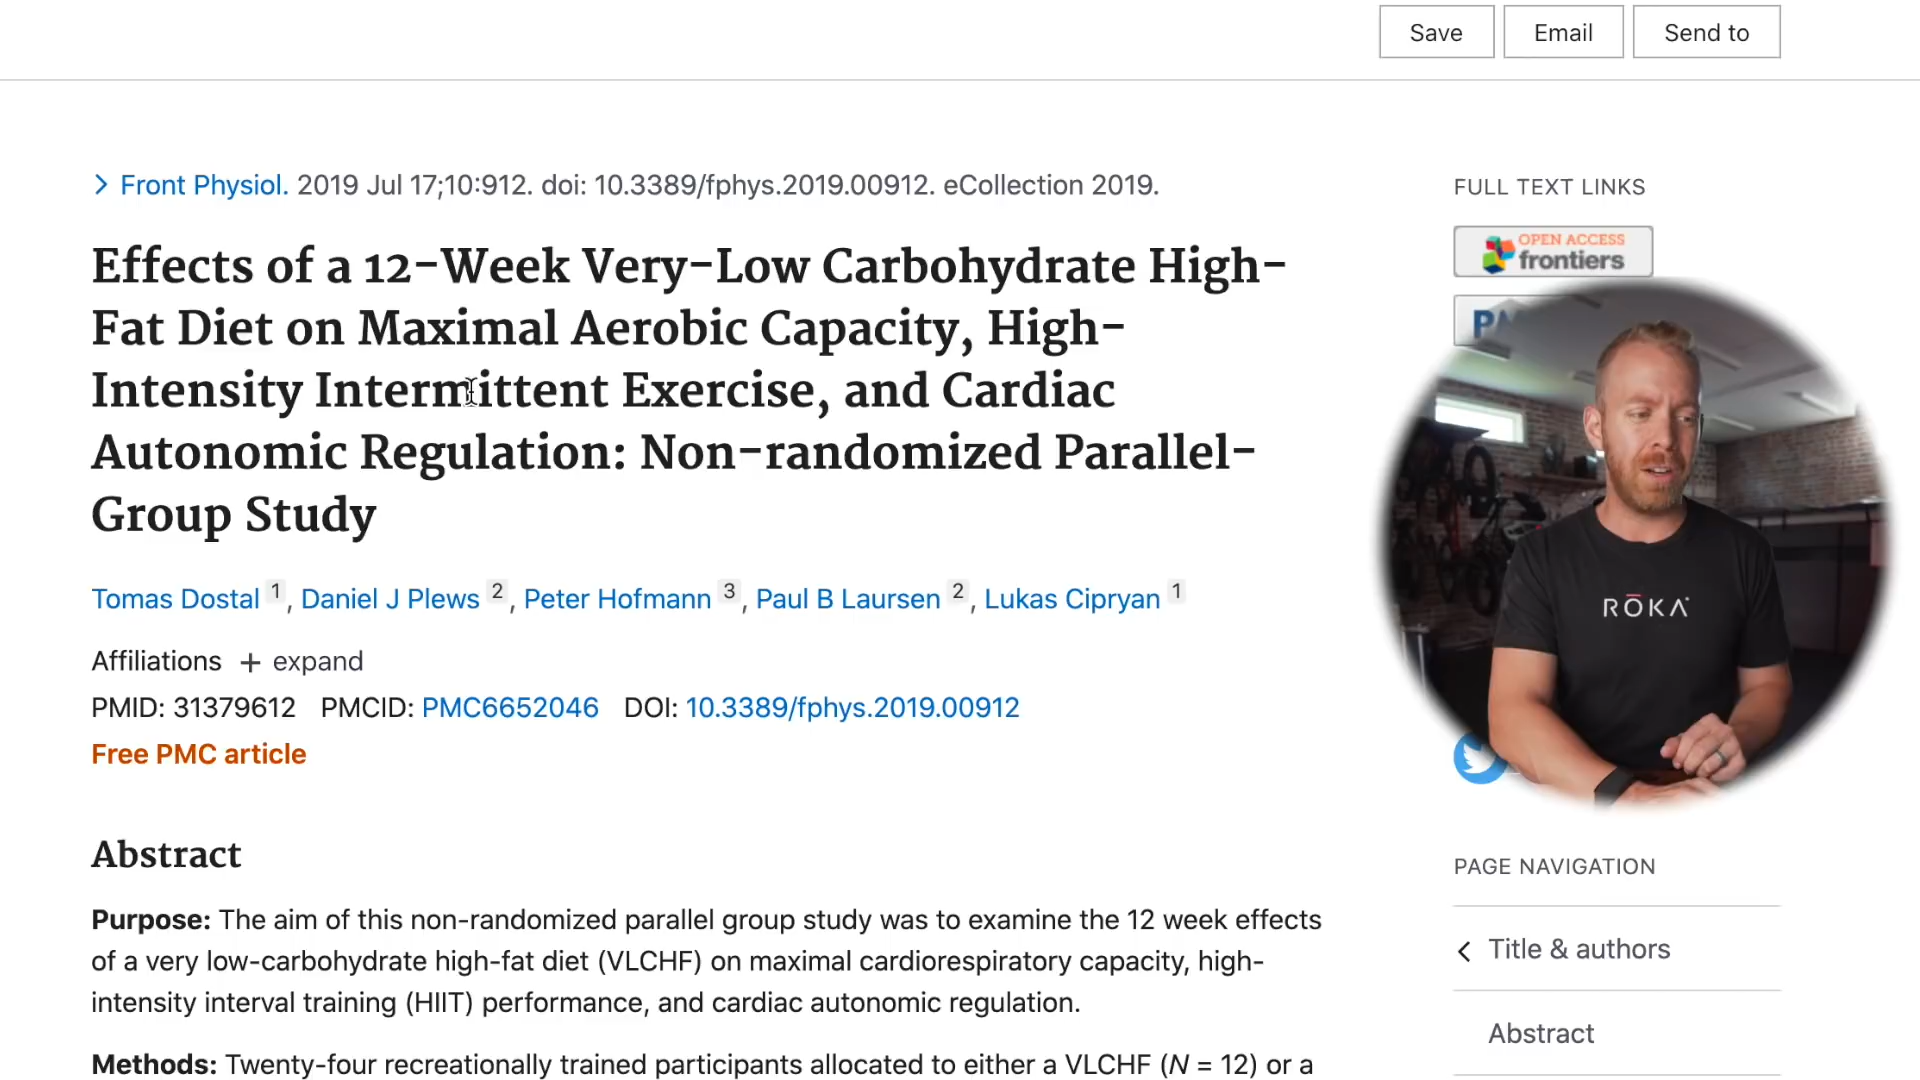 Save Email Send to
Front Physiol. 2019 Jul 17;10:912. doi: 10.3389/fphys.2019.00912. eCollection 2019.
FULL TEXT LINKS
OPEN ACCESS
frontiers
Effects of a 12-Week Very-Low Carbohydrate High-
Fat Diet on Maximal Aerobic Capacity, High-
Intensity Intermittent Exercise, and Cardiac
Autonomic Regulation: Non-randomized Parallel-
Group Study
Tomas Dostal 1, Daniel J Plews 2, Peter Hofmann 3, Paul B Laursen 2, Lukas Cipryan 1
RŌKA
Affiliations + expand
PMID: 31379612 PMCID: PMC6652046 DOI: 10.3389/fphys.2019.00912
Free PMC article
Abstract
Purpose: The aim of this non-randomized parallel group study was to examine the 12 week effects
of a very low-carbohydrate high-fat diet (VLCHF) on maximal cardiorespiratory capacity, high-
intensity interval training (HIIT) performance, and cardiac autonomic regulation.
Methods: Twenty-four recreationally trained participants allocated to either a VLCHF (N = 12) or a
PAGE NAVIGATION
Title & authors
Abstract